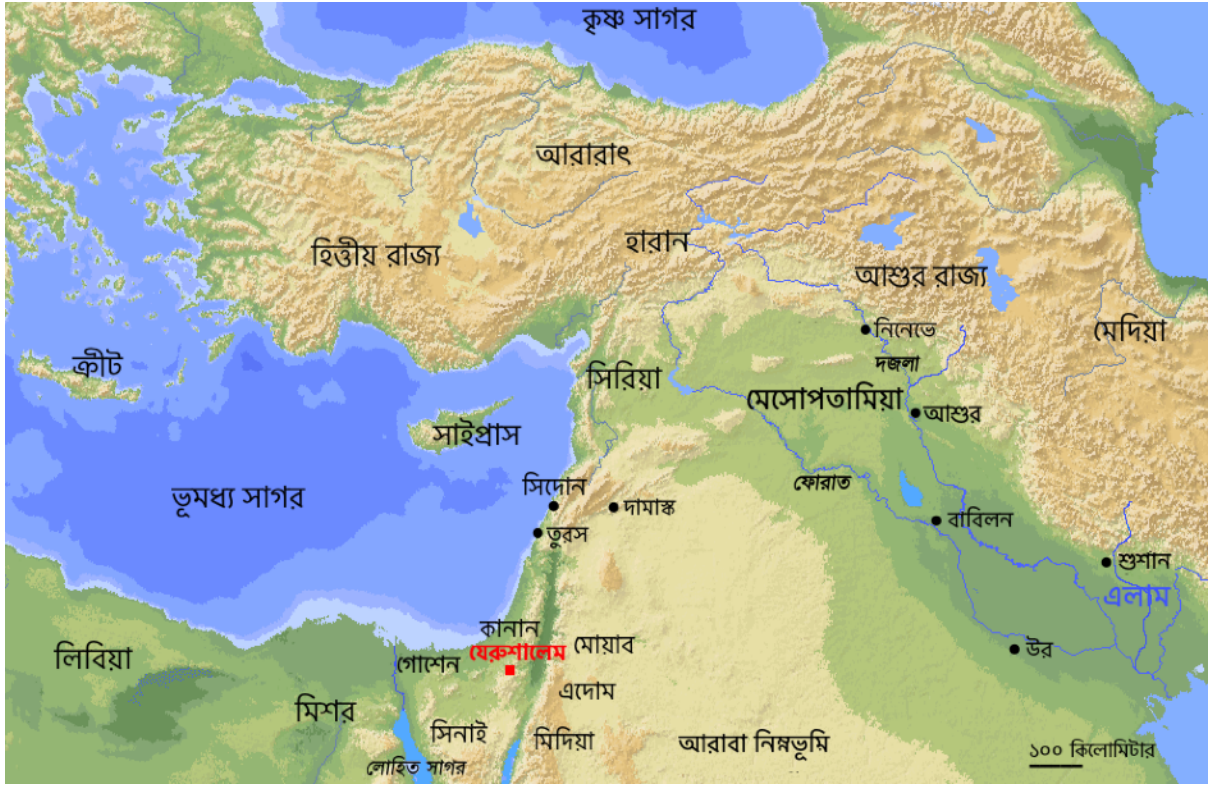 কৃষ্ণ সাগর
আরারাৎ
হারান
হিত্তীয় রাজ্য
আশুর রাজ্য
নিনেভে
মেদিয়া
ক্রীট
সিরিয়া
দজলা
মেসোপতামিয়া
আশুর
সাইপ্রাস
ভূমধ্য সাগর
সিদোন
দামাস্ক
ফোরাত
বাবিলন
তুরস
শুশান
এলাম
কানান
যেরুশালেম
মোয়াব
উর
লিবিয়া
গোশেন
এদোম
মিশর
সিনাই
মিদিয়া
আরাবা নিম্নভূমি
লোহিত সাগর
১০০ কিলোমিটার